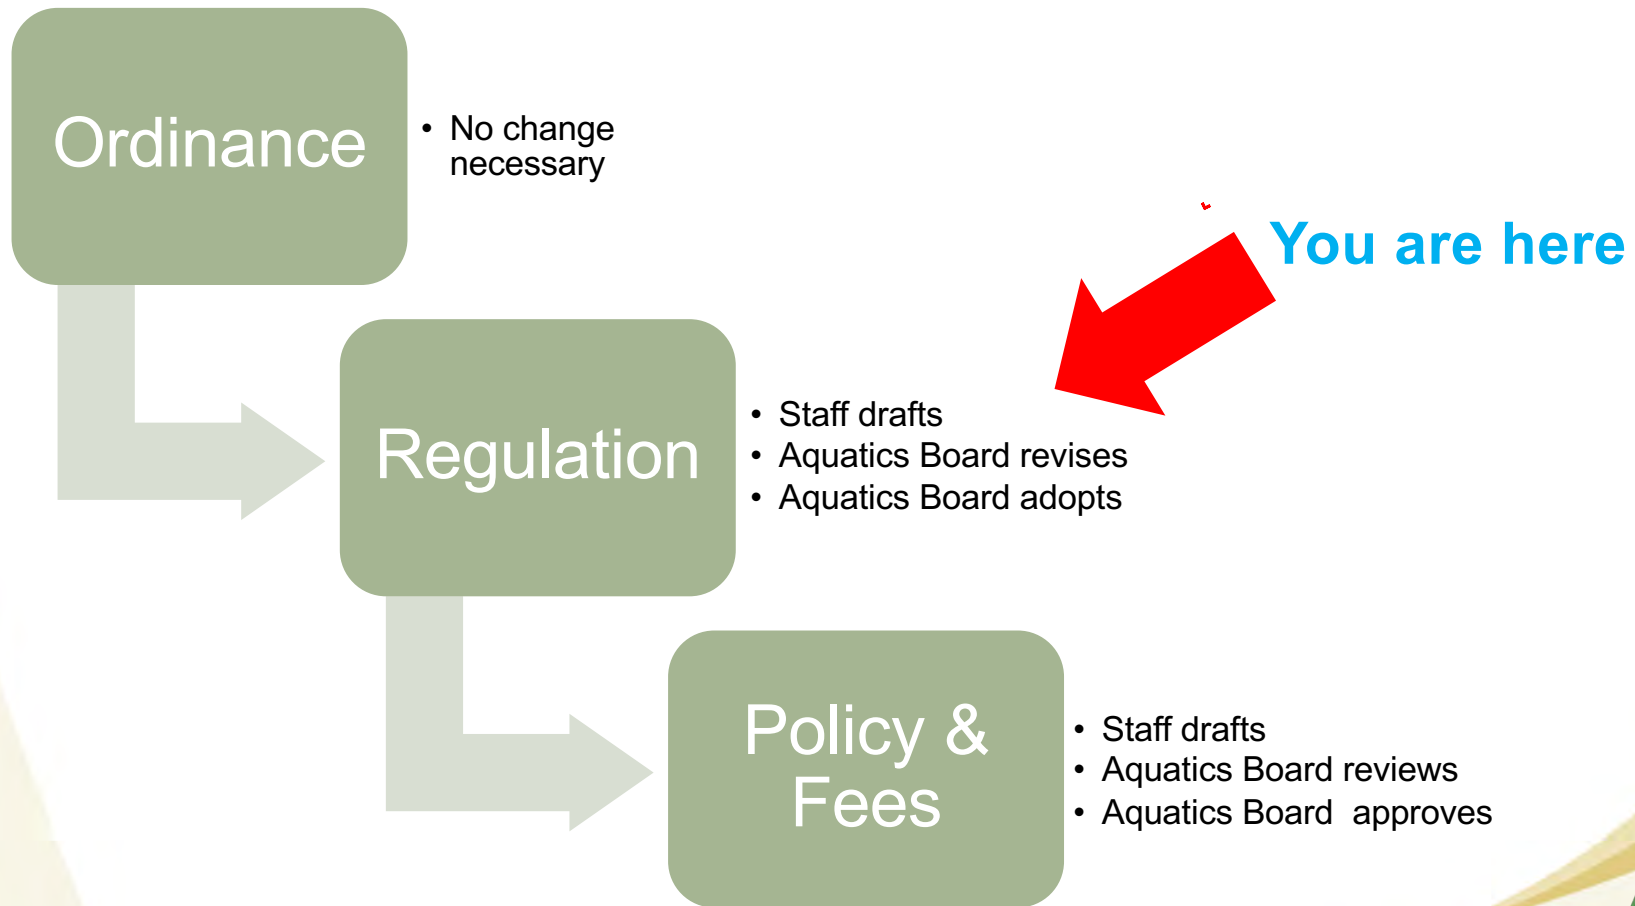 Ordinance
• No change
necessary
You are here
Regulation
• Staff drafts
• Aquatics Board revises
• Aquatics Board adopts
Policy &
Fees
• Staff drafts
• Aquatics Board reviews
• Aquatics Board  approves